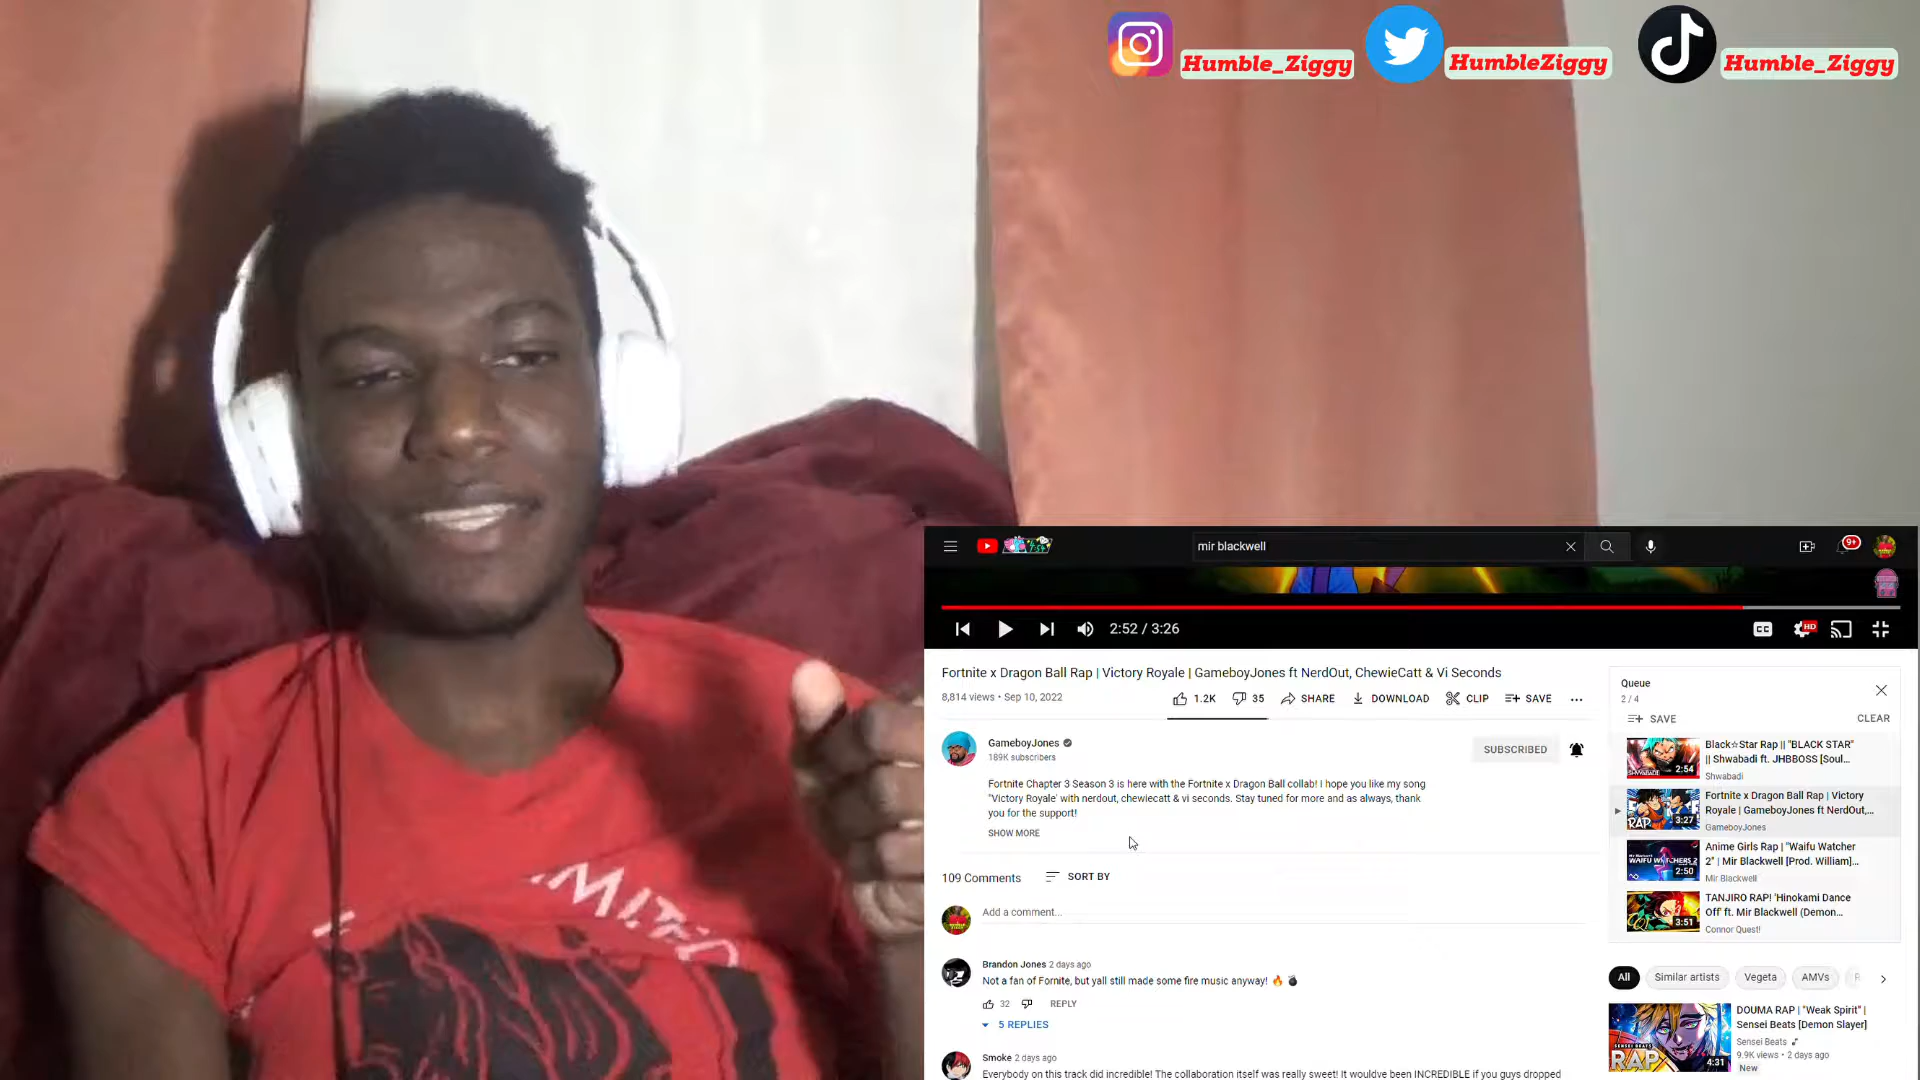 Humble_Ziggy
HumbleZiggy
Humble_Ziggy
mir blackwell
9+
2:52 / 3:26
CC
HD
Fortnite x Dragon Ball Rap | Victory Royale | GameboyJones ft NerdOut, ChewieCatt & Vi Seconds
8,814 views • Sep 10, 2022
1.2K
35
SHARE
DOWNLOAD
CLIP
SAVE
GameboyJones
189K subscribers
SUBSCRIBED
Fortnite Chapter 3 Season 3 is here with the Fortnite x Dragon Ball collab! I hope you like my song
"Victory Royale' with nerdout, chewiecatt & vi seconds. Stay tuned for more and as always, thank
you for the support!
SHOW MORE
109 Comments
SORT BY
Add a comment...
Brandon Jones 2 days ago
Not a fan of Fornite, but yall still made some fire music anyway! 🔥 💣
32
REPLY
5 REPLIES
Smoke 2 days ago
Everybody on this track did incredible! The collaboration itself was really sweet! It wouldve been INCREDIBLE if you guys dropped
Queue
2 / 4
SAVE
CLEAR
Black☆Star Rap || "BLACK STAR"
|| Shwabadi ft. JHBBOSS [Soul...
Shwabadi
2:54
Fortnite x Dragon Ball Rap | Victory
Royale | GameboyJones ft NerdOut,...
GameboyJones
RAP
3:27
Anime Girls Rap | "Waifu Watcher
2" | Mir Blackwell [Prod. William]...
Mir Blackwell
WAIFU WATCHERS 2
2:50
TANJIRO RAP! 'Hinokami Dance
Off' ft. Mir Blackwell (Demon...
Connor Quest!
3:51
All
Similar artists
Vegeta
AMVs
DOUMA RAP | "Weak Spirit" |
Sensei Beats [Demon Slayer]
Sensei Beats
9.9K views • 2 days ago
New
SENSEI BEATS
RAP
4:31